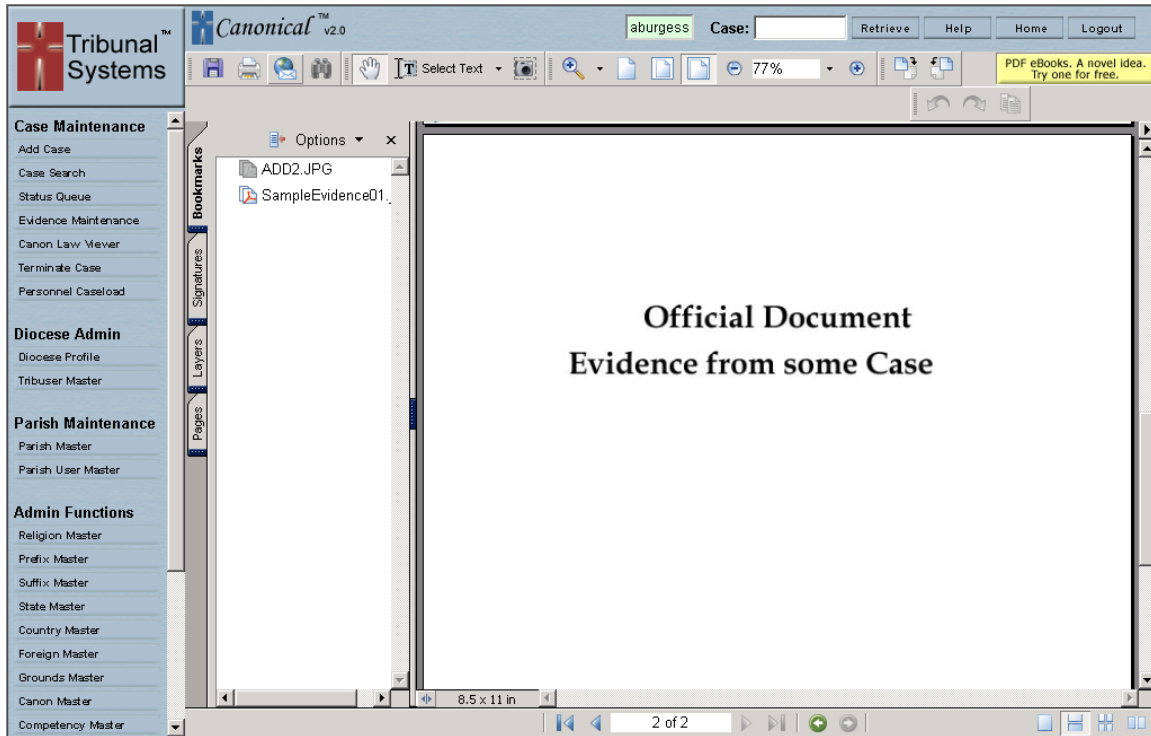 Tribunal™
Systems
Canonical™ v2.0
aburgess Case: Retrieve Help Home Logout
Select Text 77% PDF eBooks. A novel idea.
Try one for free.
Case Maintenance
Add Case
Case Search
Status Queue
Evidence Maintenance
Canon Law Viewer
Terminate Case
Personnel Caseload
Diocese Admin
Diocese Profile
Tribuser Master
Parish Maintenance
Parish Master
Parish User Master
Admin Functions
Religion Master
Prefix Master
Suffix Master
State Master
Country Master
Foreign Master
Grounds Master
Canon Master
Competency Master
Bookmarks
Signatures
Layers
Pages
Options x
ADD2.JPG
SampleEvidence01.
Official Document
Evidence from some Case
8.5 x 11 in
2 of 2